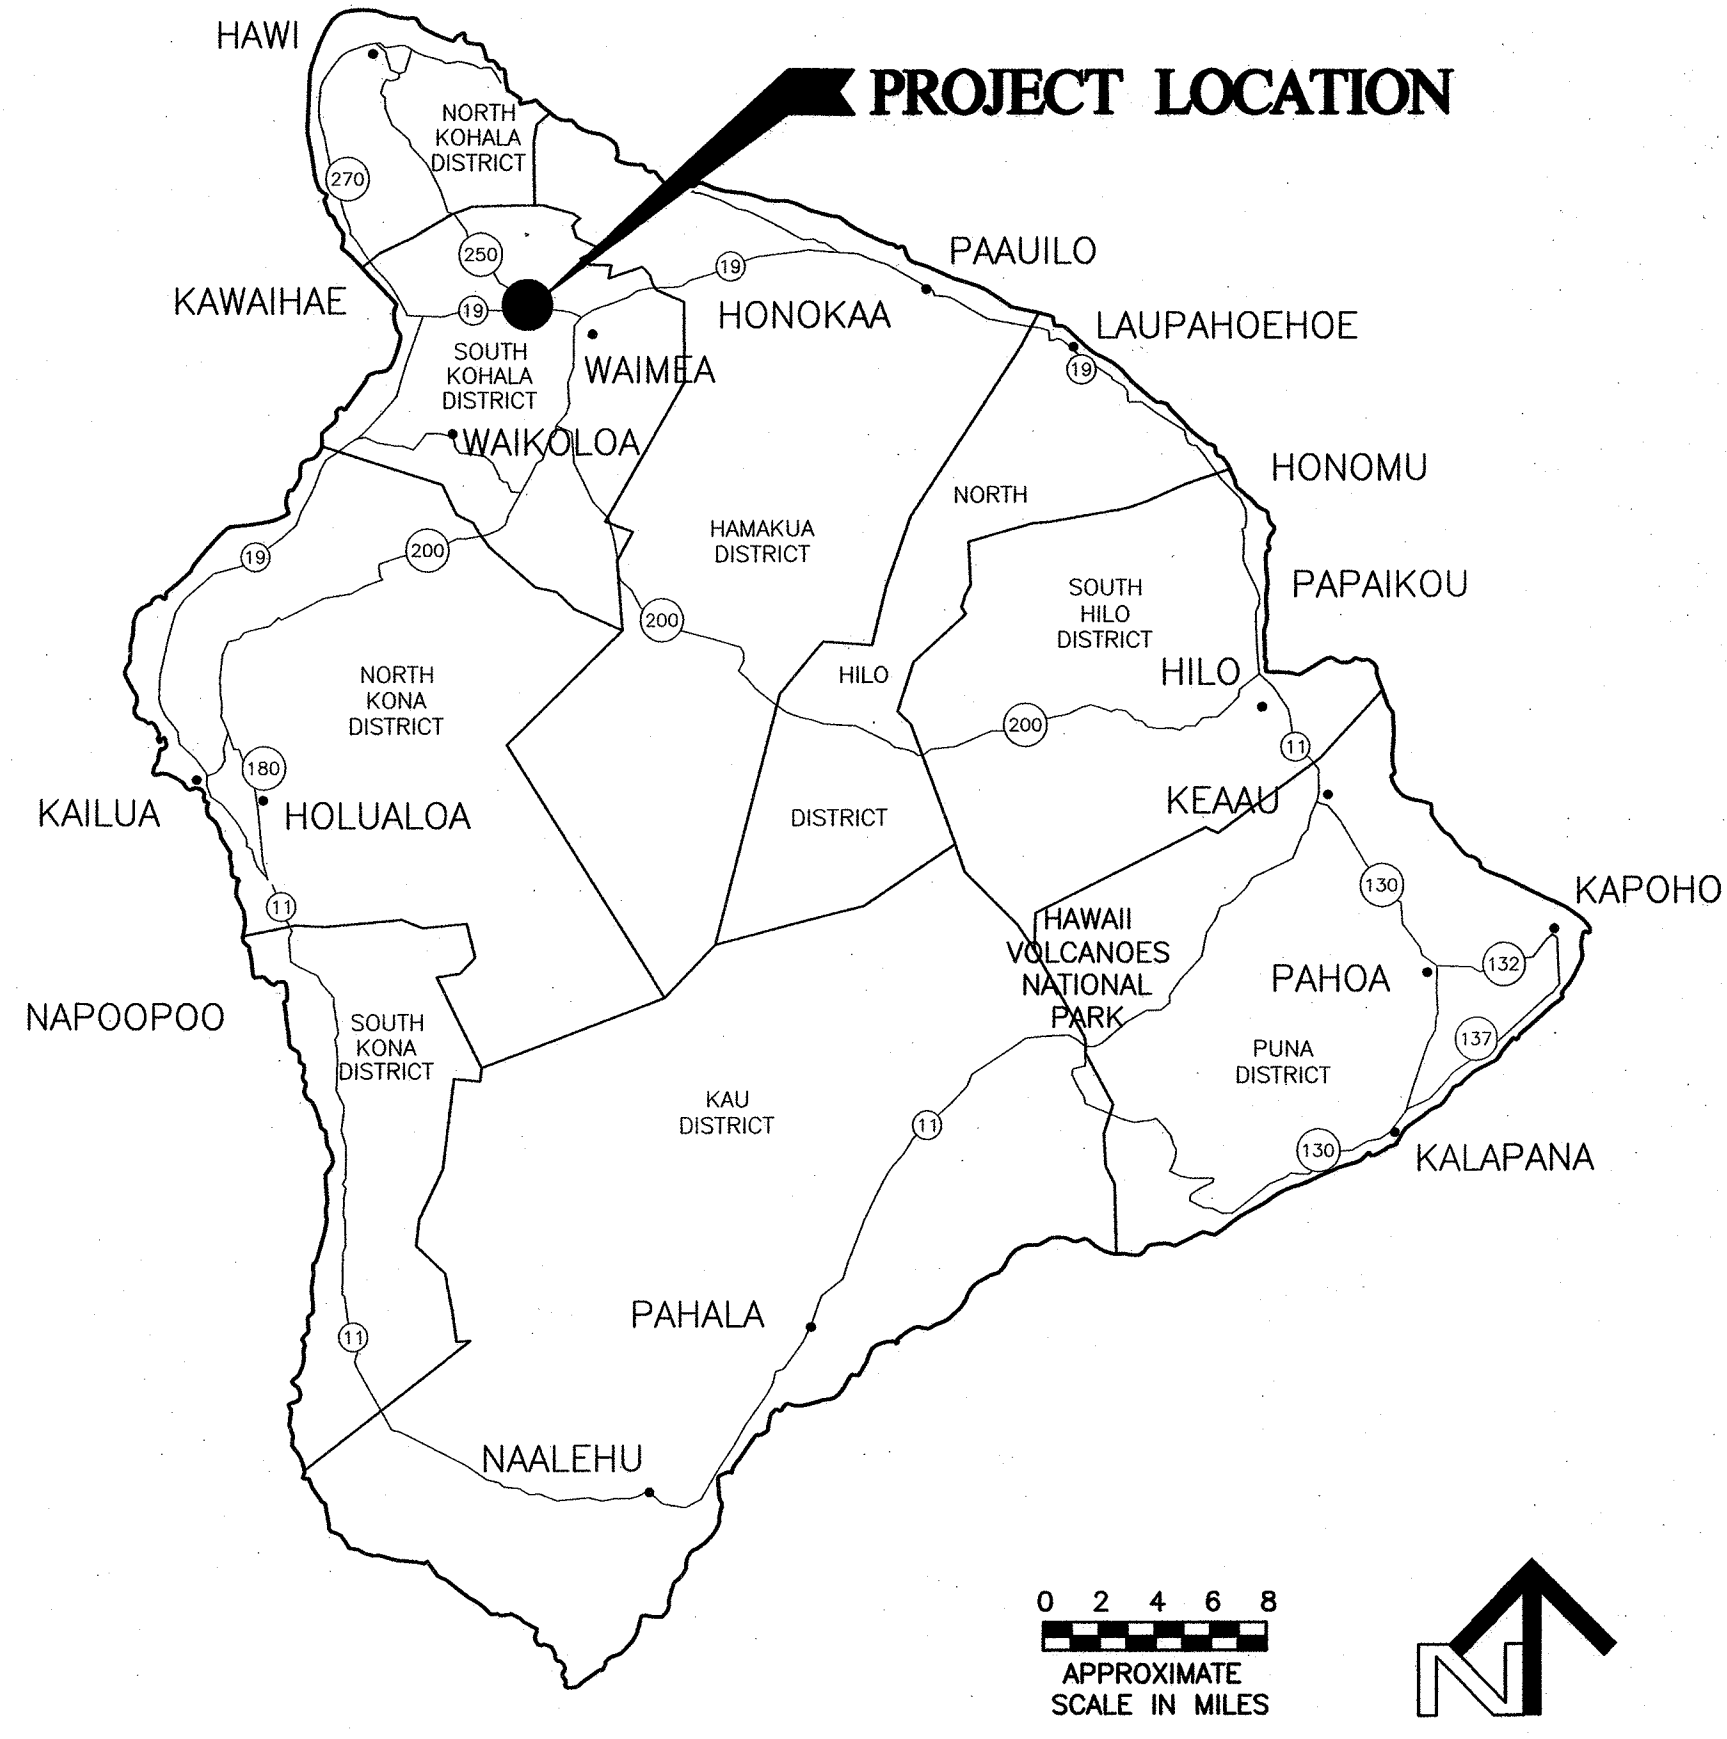 HAWI
PROJECT LOCATION
NORTH
KOHALA
DISTRICT
270
250
PAAUILO
19
KAWAIHAE
19
HONOKAA
LAUPAHOEHOE
SOUTH
KOHALA
DISTRICT
WAIMEA
19
WAIKOLOA
HONOMU
NORTH
HAMAKUA
DISTRICT
200
19
PAPAIKOU
SOUTH
HILO
DISTRICT
200
NORTH
KONA
DISTRICT
HILO
HILO
200
11
180
KAILUA
HOLUALOA
DISTRICT
KEAAU
130
KAPOHO
11
HAWAII
VOLCANOES
NATIONAL
PARK
PAHOA
132
NAPOOPOO
SOUTH
KONA
DISTRICT
137
PUNA
DISTRICT
KAU
DISTRICT
11
130
KALAPANA
PAHALA
11
NAALEHU
0 2 4 6 8
APPROXIMATE
SCALE IN MILES
N